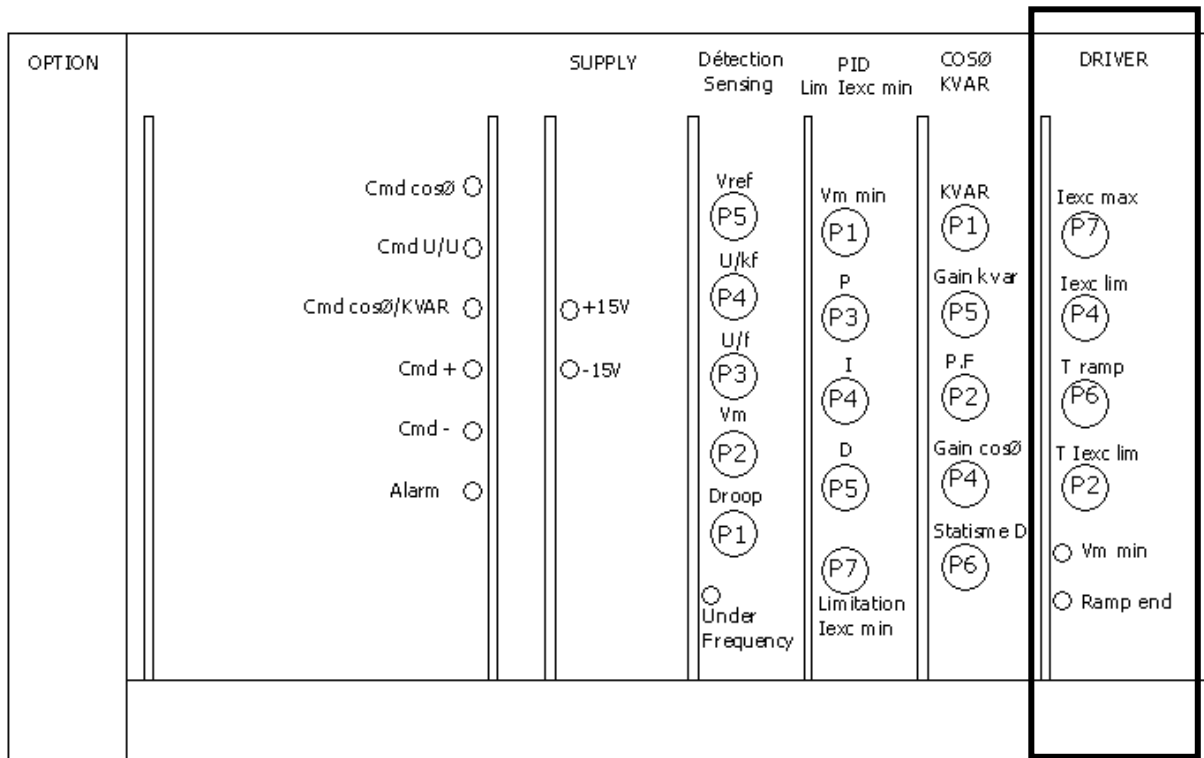 OPTION
Cmd cosØ
Cmd U/U
Cmd cosØ/KVAR
Cmd +
Cmd -
Alarm
SUPPLY
+15V
-15V
Détection
Sensing
Vref
P5
U/kf
P4
U/f
P3
Vm
P2
Droop
P1
Under
Frequency
PID
Lim Iexc min
Vm min
P1
P
P3
I
P4
D
P5
P7
Limitation
Iexc min
COSØ
KVAR
KVAR
P1
Gain kvar
P5
P.F
P2
Gain cosØ
P4
Statisme D
P6
DRIVER
Iexc max
P7
Iexc lim
P4
T ramp
P6
T Iexc lim
P2
Vm min
Ramp end